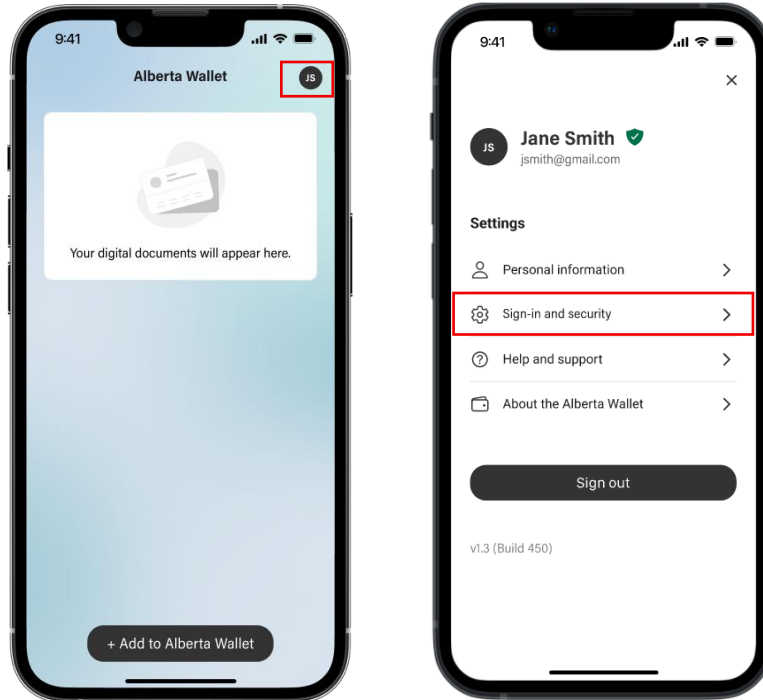 9:41
Alberta Wallet
JS
Your digital documents will appear here.
+ Add to Alberta Wallet
9:41
JS
Jane Smith
jsmith@gmail.com
Settings
Personal information
Sign-in and security
Help and support
About the Alberta Wallet
Sign out
v1.3 (Build 450)